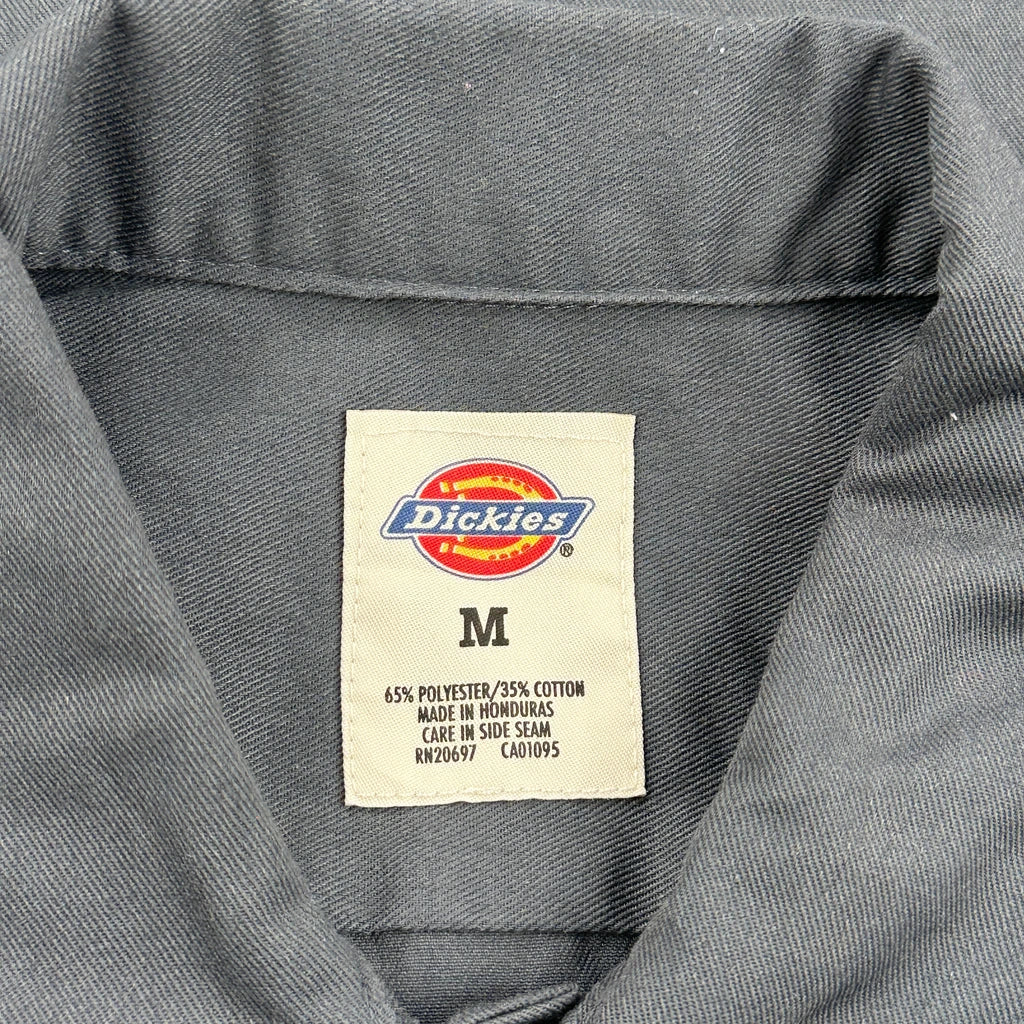 Dickies®
M
65% POLYESTER/35% COTTON
MADE IN HONDURAS
CARE IN SIDE SEAM
RN20697 CA01095